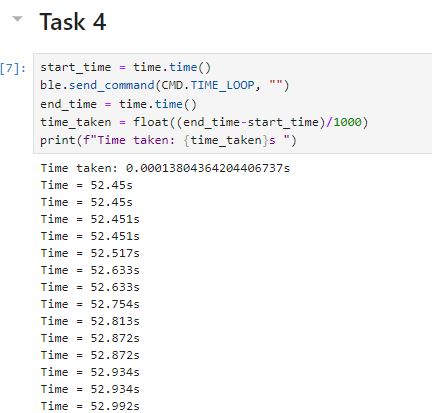 Task 4
[7]:
start_time = time.time()
ble.send_command(CMD.TIME_LOOP, "")
end_time = time.time()
time_taken = float((end_time-start_time)/1000)
print(f"Time taken: {time_taken}s ")
Time taken: 0.00013804364204406737s
Time = 52.45s
Time = 52.45s
Time = 52.451s
Time = 52.451s
Time = 52.517s
Time = 52.633s
Time = 52.633s
Time = 52.754s
Time = 52.813s
Time = 52.872s
Time = 52.872s
Time = 52.934s
Time = 52.934s
Time = 52.992s